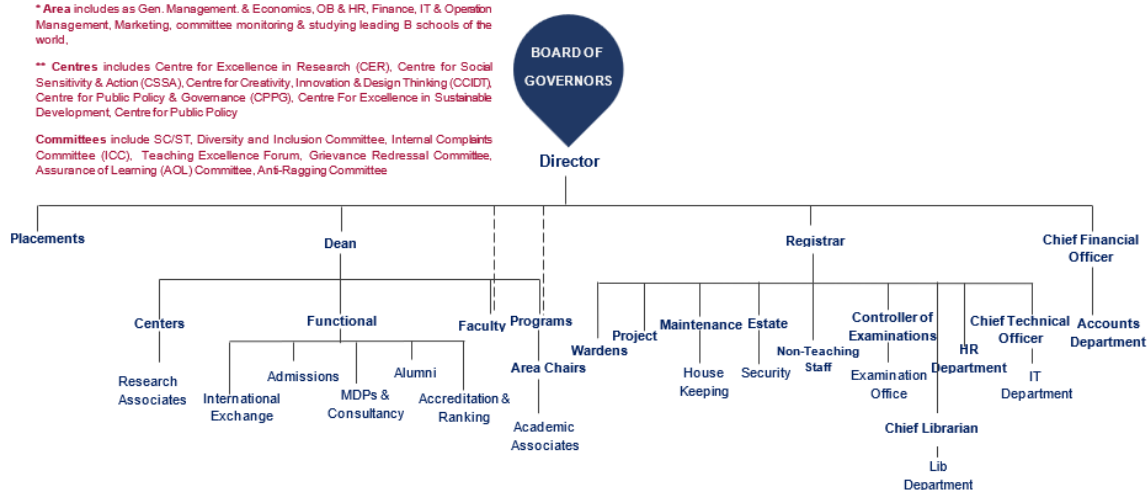 * Area includes as Gen. Management. & Economics, OB & HR, Finance, IT & Operation
Management, Marketing, committee monitoring & studying leading B schools of the
world,
** Centres includes Centre for Excellence in Research (CER), Centre for Social
Sensitivity & Action (CSSA), Centre for Creativity, Innovation & Design Thinking (CCIDT),
Centre for Public Policy & Governance (CPPG), Centre For Excellence in Sustainable
Development, Centre for Public Policy
Committees include SC/ST, Diversity and Inclusion Committee, Internal Complaints
Committee (ICC), Teaching Excellence Forum, Grievance Redressal Committee,
Assurance of Learning (AOL) Committee, Anti-Ragging Committee
BOARD OF
GOVERNORS
Director
Placements
Dean
Registrar
Chief Financial
Officer
Centers
Functional
Faculty
Programs
Wardens
Project
Maintenance
Estate
Non-Teaching
Staff
Controller of
Examinations
HR
Department
Chief Technical
Officer
Accounts
Department
Research
Associates
International
Exchange
Admissions
MDPs &
Consultancy
Alumni
Accreditation &
Ranking
Area Chairs
Academic
Associates
House
Keeping
Security
Examination
Office
IT
Department
Chief Librarian
Lib
Department